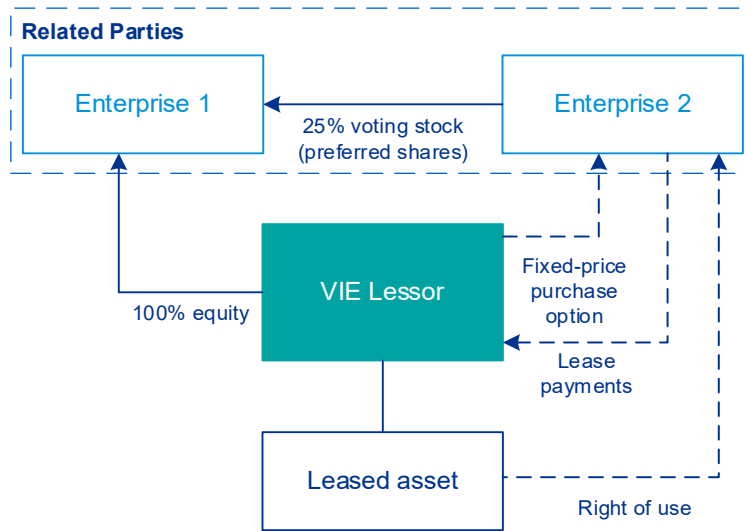 Related Parties
Enterprise 1
Enterprise 2
25% voting stock
(preferred shares)
VIE Lessor
Fixed-price
purchase
option
100% equity
Lease
payments
Leased asset
Right of use